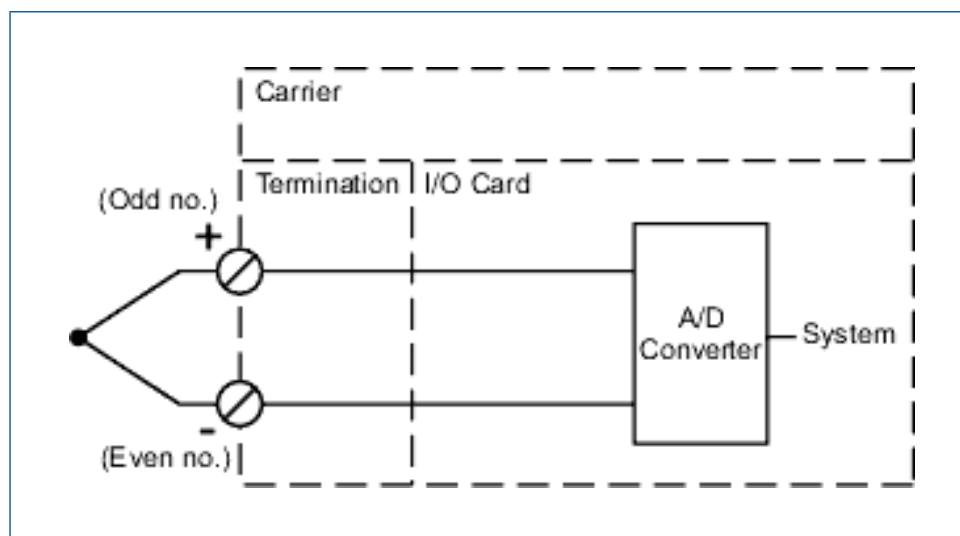 Carrier
Termination
I/O Card
(Odd no.)
+
A/D
Converter
System
-
(Even no.)